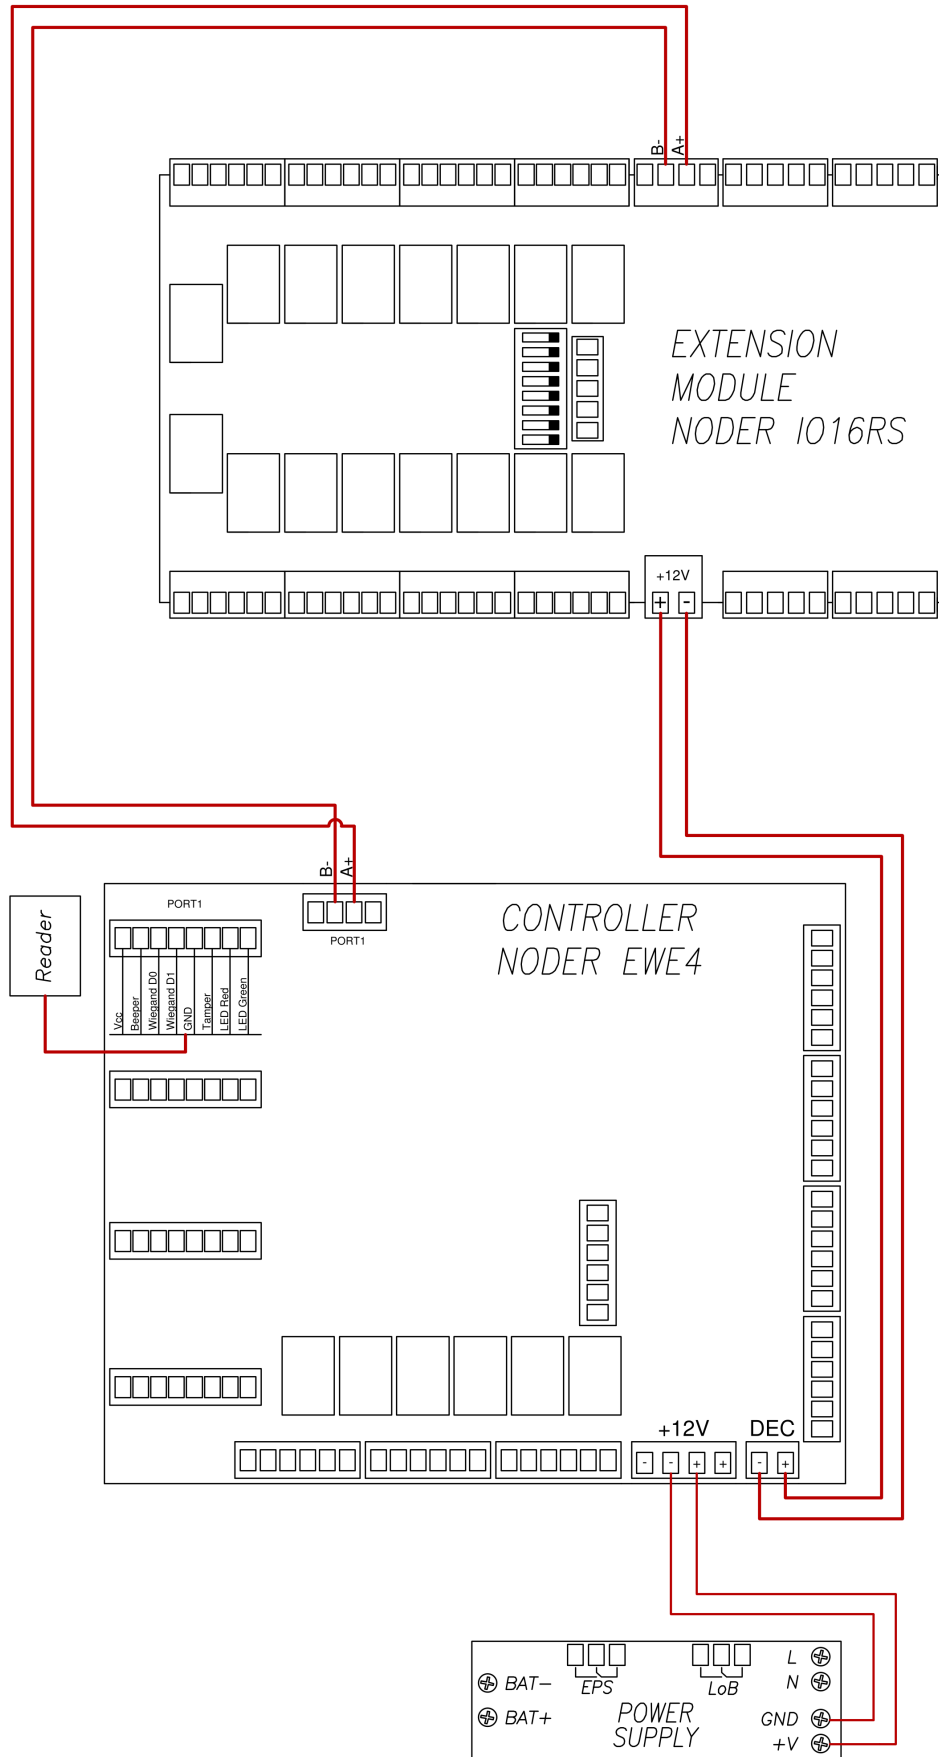 B-
A+
EXTENSION
MODULE
NODER IO16RS
+12V
+ -
B-
A+
PORT1
PORT1
CONTROLLER
NODER EWE4
Reader
Vcc
Beeper
Wiegand D0
Wiegand D1
GND
Tamper
LED Red
LED Green
+12V
DEC
- - + +
- +
L
N
BAT-
EPS
LoB
BAT+
POWER
SUPPLY
GND
+V